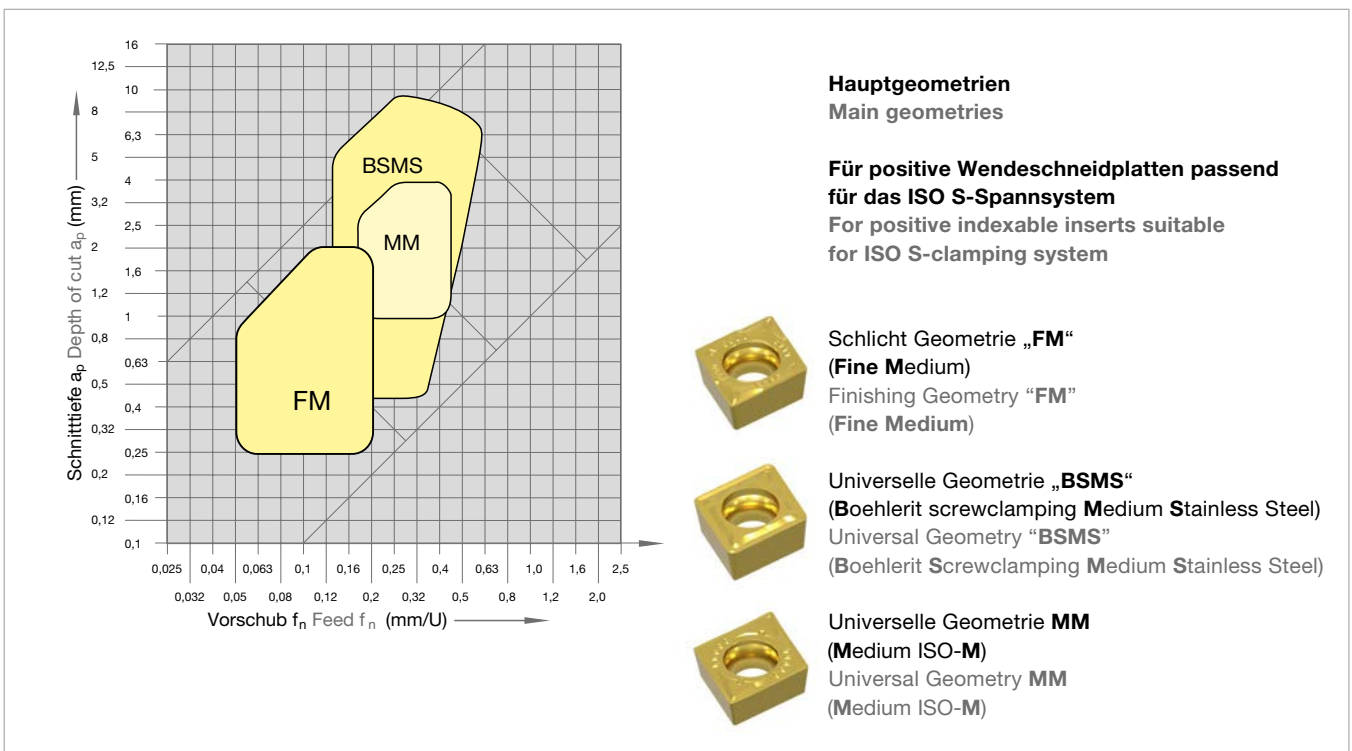 16
12,5
10
8
6,3
5
4
3,2
2,5
2
1,6
1,2
1
0,8
0,63
0,5
0,4
0,32
0,25
0,2
0,16
0,12
0,1
Schnitttiefe ap Depth of cut ap (mm)
BSMS
MM
FM
0,025 0,04 0,063 0,1 0,16 0,25 0,4 0,63 1,0 1,6 2,5
0,032 0,05 0,08 0,12 0,2 0,32 0,5 0,8 1,2 2,0
Vorschub fn Feed fn (mm/U)
Hauptgeometrien
Main geometries
Für positive Wendeschneidplatten passend
für das ISO S-Spannsystem
For positive indexable inserts suitable
for ISO S-clamping system
Schlicht Geometrie „FM“
(Fine Medium)
Finishing Geometry “FM”
(Fine Medium)
Universelle Geometrie „BSMS“
(Boehlerit screwclamping Medium Stainless Steel)
Universal Geometry “BSMS”
(Boehlerit Screwclamping Medium Stainless Steel)
Universelle Geometrie MM
(Medium ISO-M)
Universal Geometry MM
(Medium ISO-M)